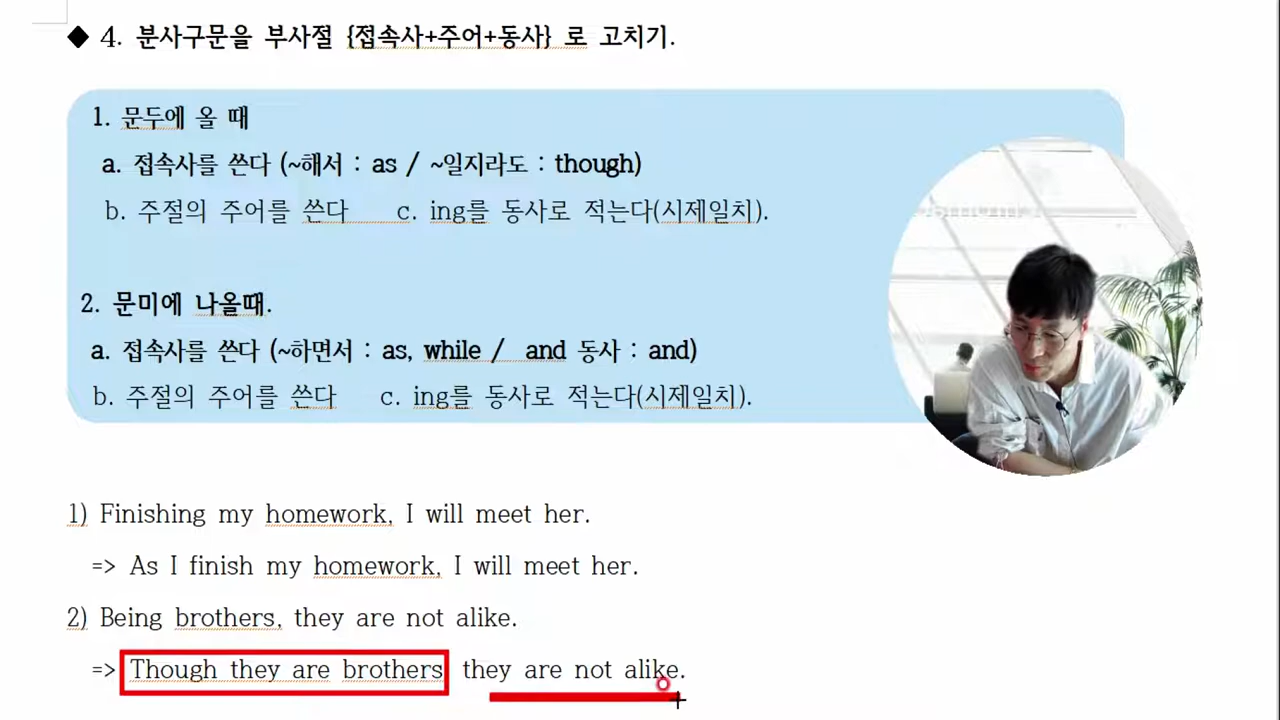 ◆ 4. 분사구문을 부사절 {접속사+주어+동사} 로 고치기.
1. 문두에 올 때
a. 접속사를 쓴다 (~해서 : as / ~일지라도 : though)
b. 주절의 주어를 쓴다 c. ing를 동사로 적는다(시제일치).
2. 문미에 나올때.
a. 접속사를 쓴다 (~하면서 : as, while / and 동사 : and)
b. 주절의 주어를 쓴다 c. ing를 동사로 적는다(시제일치).
1) Finishing my homework, I will meet her.
=> As I finish my homework, I will meet her.
2) Being brothers, they are not alike.
=> Though they are brothers they are not alike.